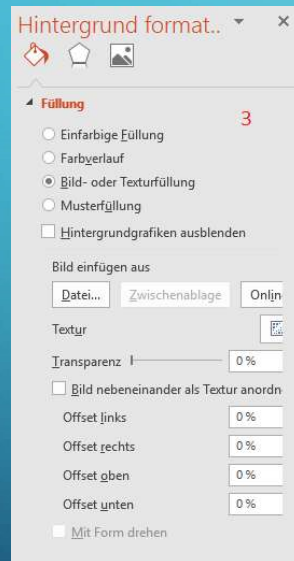 Hintergrund format..
Füllung
3
Einfarbige Füllung
Farbverlauf
Bild- oder Texturfüllung
Musterfüllung
Hintergrundgrafiken ausblenden
Bild einfügen aus
Datei... Zwischenablage Onlin
Textur
Transparenz 0 %
Bild nebeneinander als Textur anordn
Offset links 0 %
Offset rechts 0 %
Offset oben 0 %
Offset unten 0 %
Mit Form drehen